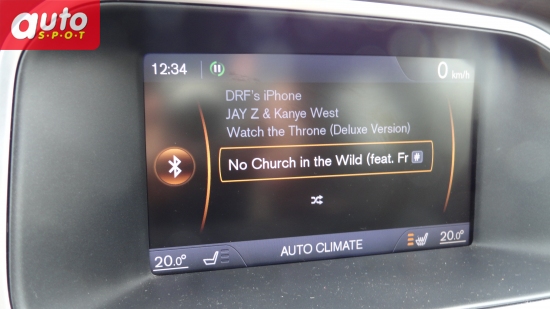 auto
SPOT
12:34
0 km/h
DRF's iPhone
JAY Z & Kanye West
Watch the Throne (Deluxe Version)
No Church in the Wild (feat. Fr #
20.0° AUTO CLIMATE 20.0°